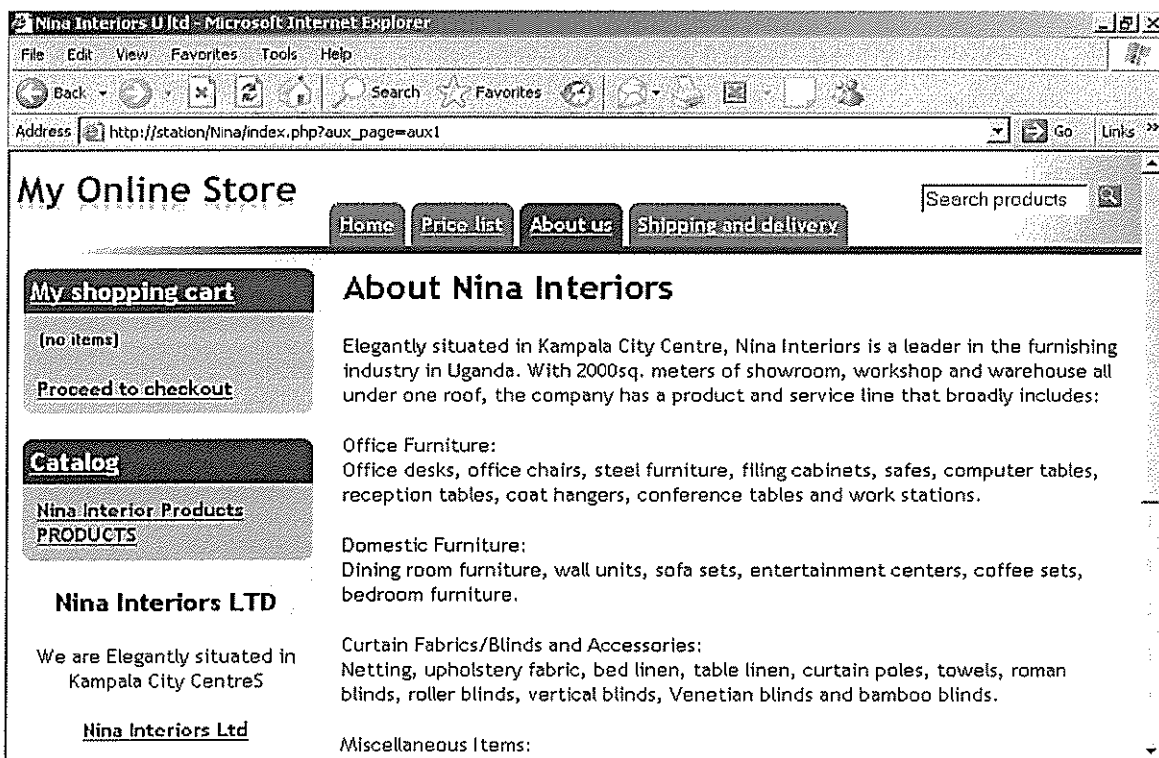 Nina Interiors U ltd - Microsoft Internet Explorer
File Edit View Favorites Tools Help
Back Search Favorites
Address http://station/Nina/index.php?aux_page=aux1 Go Links »
My Online Store
Search products
Home Price list About us Shipping and delivery
My shopping cart
(no items)
Proceed to checkout
Catalog
Nina Interior Products
PRODUCTS
Nina Interiors LTD
We are Elegantly situated in
Kampala City CentreS
Nina Interiors Ltd
About Nina Interiors
Elegantly situated in Kampala City Centre, Nina Interiors is a leader in the furnishing
industry in Uganda. With 2000sq. meters of showroom, workshop and warehouse all
under one roof, the company has a product and service line that broadly includes:
Office Furniture:
Office desks, office chairs, steel furniture, filing cabinets, safes, computer tables,
reception tables, coat hangers, conference tables and work stations.
Domestic Furniture:
Dining room furniture, wall units, sofa sets, entertainment centers, coffee sets,
bedroom furniture.
Curtain Fabrics/Blinds and Accessories:
Netting, upholstery fabric, bed linen, table linen, curtain poles, towels, roman
blinds, roller blinds, vertical blinds, Venetian blinds and bamboo blinds.
Miscellaneous Items: